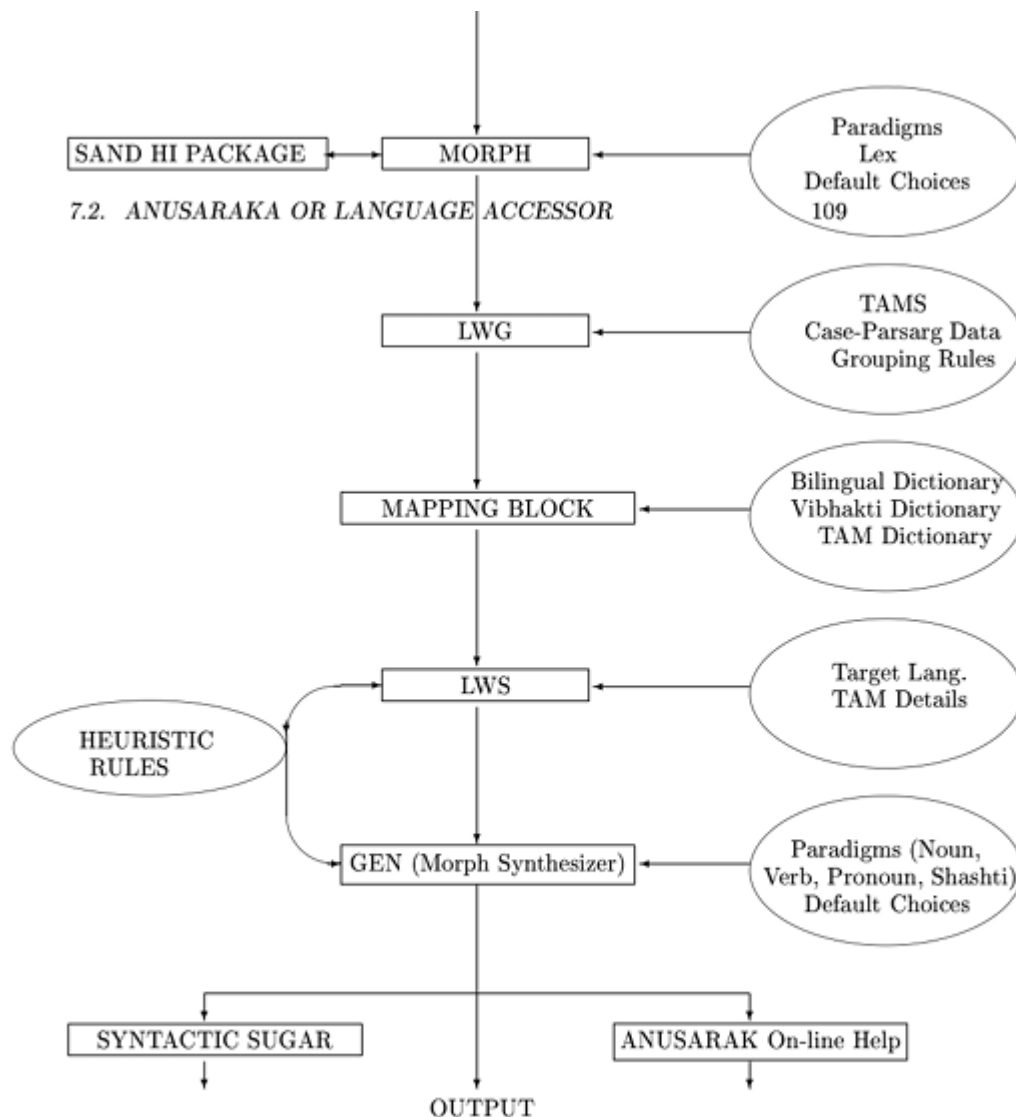 SAND HI PACKAGE
MORPH
Paradigms
Lex
Default Choices
109
7.2. ANUSARAKA OR LANGUAGE ACCESSOR
LWG
TAMS
Case-Parsarg Data
Grouping Rules
MAPPING BLOCK
Bilingual Dictionary
Vibhakti Dictionary
TAM Dictionary
LWS
Target Lang.
TAM Details
HEURISTIC
RULES
GEN (Morph Synthesizer)
Paradigms (Noun,
Verb, Pronoun, Shashti)
Default Choices
SYNTACTIC SUGAR
ANUSARAK On-line Help
OUTPUT